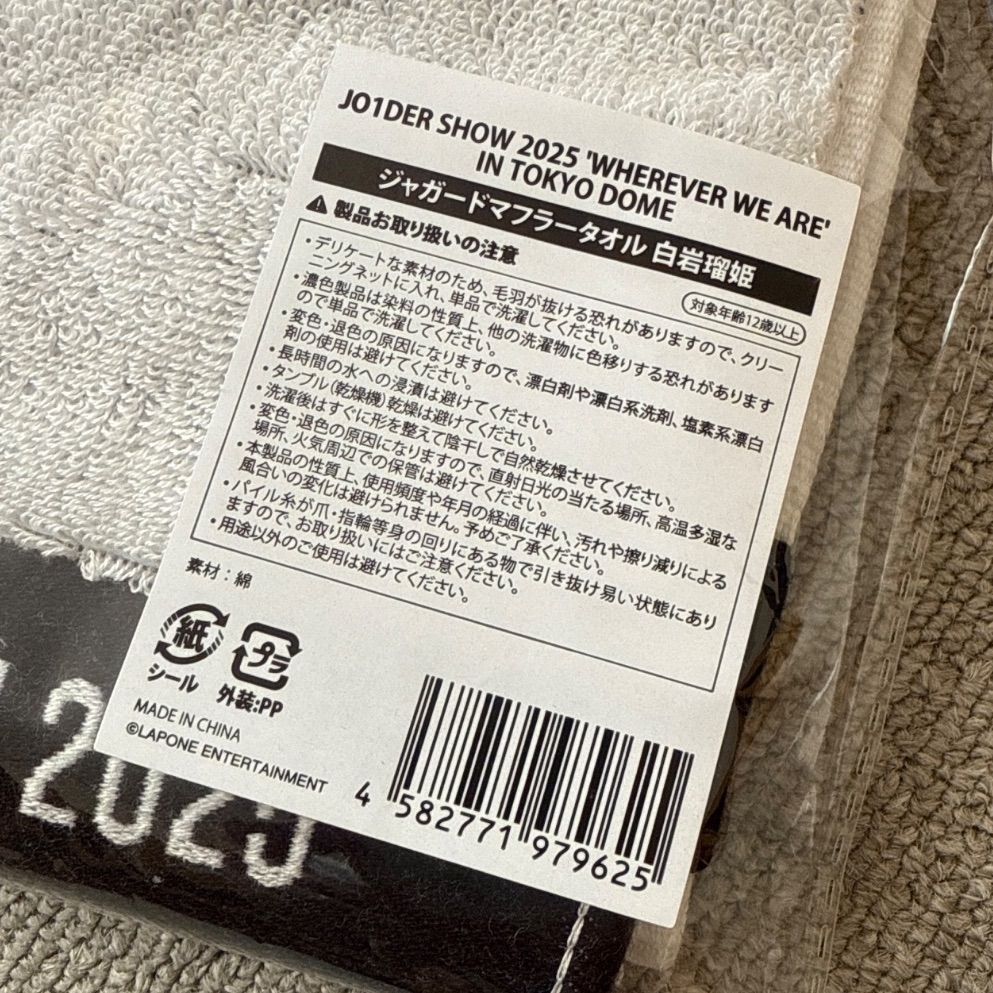 JO1DER SHOW 2025 'WHEREVER WE ARE'
IN TOKYO DOME
ジャガードマフラータオル 白岩瑠姫
対象年齢12歳以上
⚠ 製品お取り扱いの注意
・デリケートな素材のため、毛羽が抜ける恐れがありますので、クリー
ニングネットに入れ、単品で洗濯してください。
・濃色製品は染料の性質上、他の洗濯物に色移りする恐れがあります
ので単品で洗濯してください。
・変色・退色の原因になりますので、漂白剤や漂白系洗剤、塩素系漂白
剤の使用は避けてください。
・長時間の水への浸漬は避けてください。
・タンブル(乾燥機)乾燥は避けてください。
・洗濯後はすぐに形を整えて陰干しで自然乾燥させてください。
・変色・退色の原因になりますので、直射日光の当たる場所、高温多湿な
場所、火気周辺での保管は避けてください。
・本製品の性質上、使用頻度や年月の経過に伴い、汚れや擦り減りによる
風合いの変化は避けられません。予めご了承ください。
・パイル糸が爪・指輪等身の回りにある物で引き抜け易い状態にあり
ますので、お取り扱いにはご注意ください。
・用途以外のご使用は避けてください。
素材：綿
紙
シール
プラ
外装:PP
MADE IN CHINA
©LAPONE ENTERTAINMENT
4 582771 979625
2025